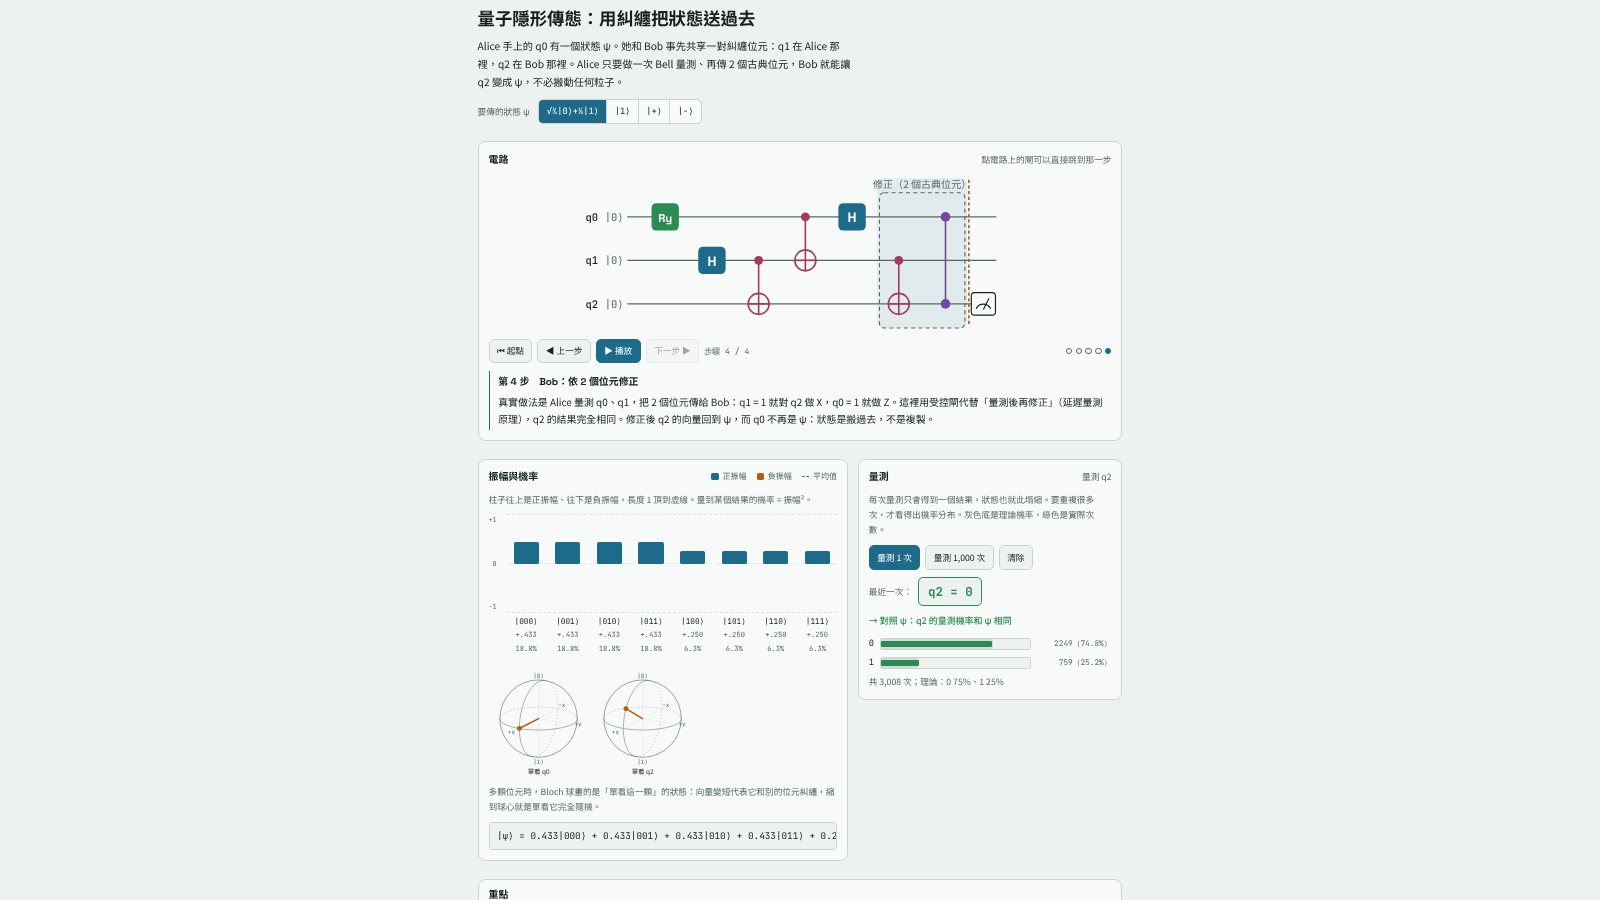 量子隱形傳態：用糾纏把狀態送過去
Alice 手上的 q0 有一個狀態 ψ。她和 Bob 事先共享一對糾纏位元：q1 在 Alice 那
裡，q2 在 Bob 那裡。Alice 只要做一次 Bell 量測、再傳 2 個古典位元，Bob 就能讓
q2 變成 ψ，不必搬動任何粒子。
要傳的狀態 ψ
|1⟩ |+⟩ |-⟩
電路 點電路上的閘可以直接跳到那一步
修正（2 個古典位元）
q0 |0⟩ Ry H
q1 |0⟩ H
q2 |0⟩
⏮ 起點 ◀ 上一步 ▶ 播放 下一步 ▶ 步驟 4 / 4
第 4 步 Bob：依 2 個位元修正
真實做法是 Alice 量測 q0、q1，把 2 個位元傳給 Bob：q1 = 1 就對 q2 做 X，q0 = 1 就做 Z。這裡用受控閘代替「量測後再修正」（延遲量測
原理），q2 的結果完全相同。修正後 q2 的向量回到 ψ，而 q0 不再是 ψ：狀態是搬過去，不是複製。
振幅與機率 正振幅 負振幅 平均值
柱子往上是正振幅、往下是負振幅，長度 1 頂到虛線。量到某個結果的機率 = 振幅²。
+1
0
-1
|000⟩ |001⟩ |010⟩ |011⟩ |100⟩ |101⟩ |110⟩ |111⟩
+.433 +.433 +.433 +.433 +.250 +.250 +.250 +.250
18.8% 18.8% 18.8% 18.8% 6.3% 6.3% 6.3% 6.3%
|0⟩ |0⟩
-x -x
+Y +Y
+x +x
|1⟩ |1⟩
單看 q0 單看 q2
多顆位元時，Bloch 球畫的是「單看這一顆」的狀態：向量變短代表它和別的位元糾纏，縮
到球心就是單看它完全隨機。
|ψ⟩ = 0.433|000⟩ + 0.433|001⟩ + 0.433|010⟩ + 0.433|011⟩ + 0.2
量測 量測 q2
每次量測只會得到一個結果，狀態也就此塌縮。要重複很多
次，才看得出機率分布。灰色底是理論機率，綠色是實際次
數。
量測 1 次 量測 1,000 次 清除
最近一次： q2 = 0
→ 對照 ψ：q2 的量測機率和 ψ 相同
0 2249 (74.8%)
1 759 (25.2%)
共 3,008 次；理論：0 75%、1 25%
重點